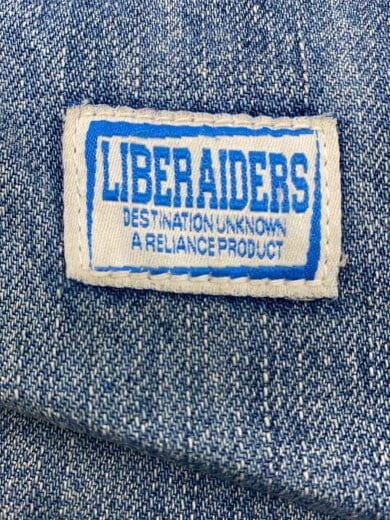 LIBERAIDERS
DESTINATION UNKNOWN
A RELIANCE PRODUCT